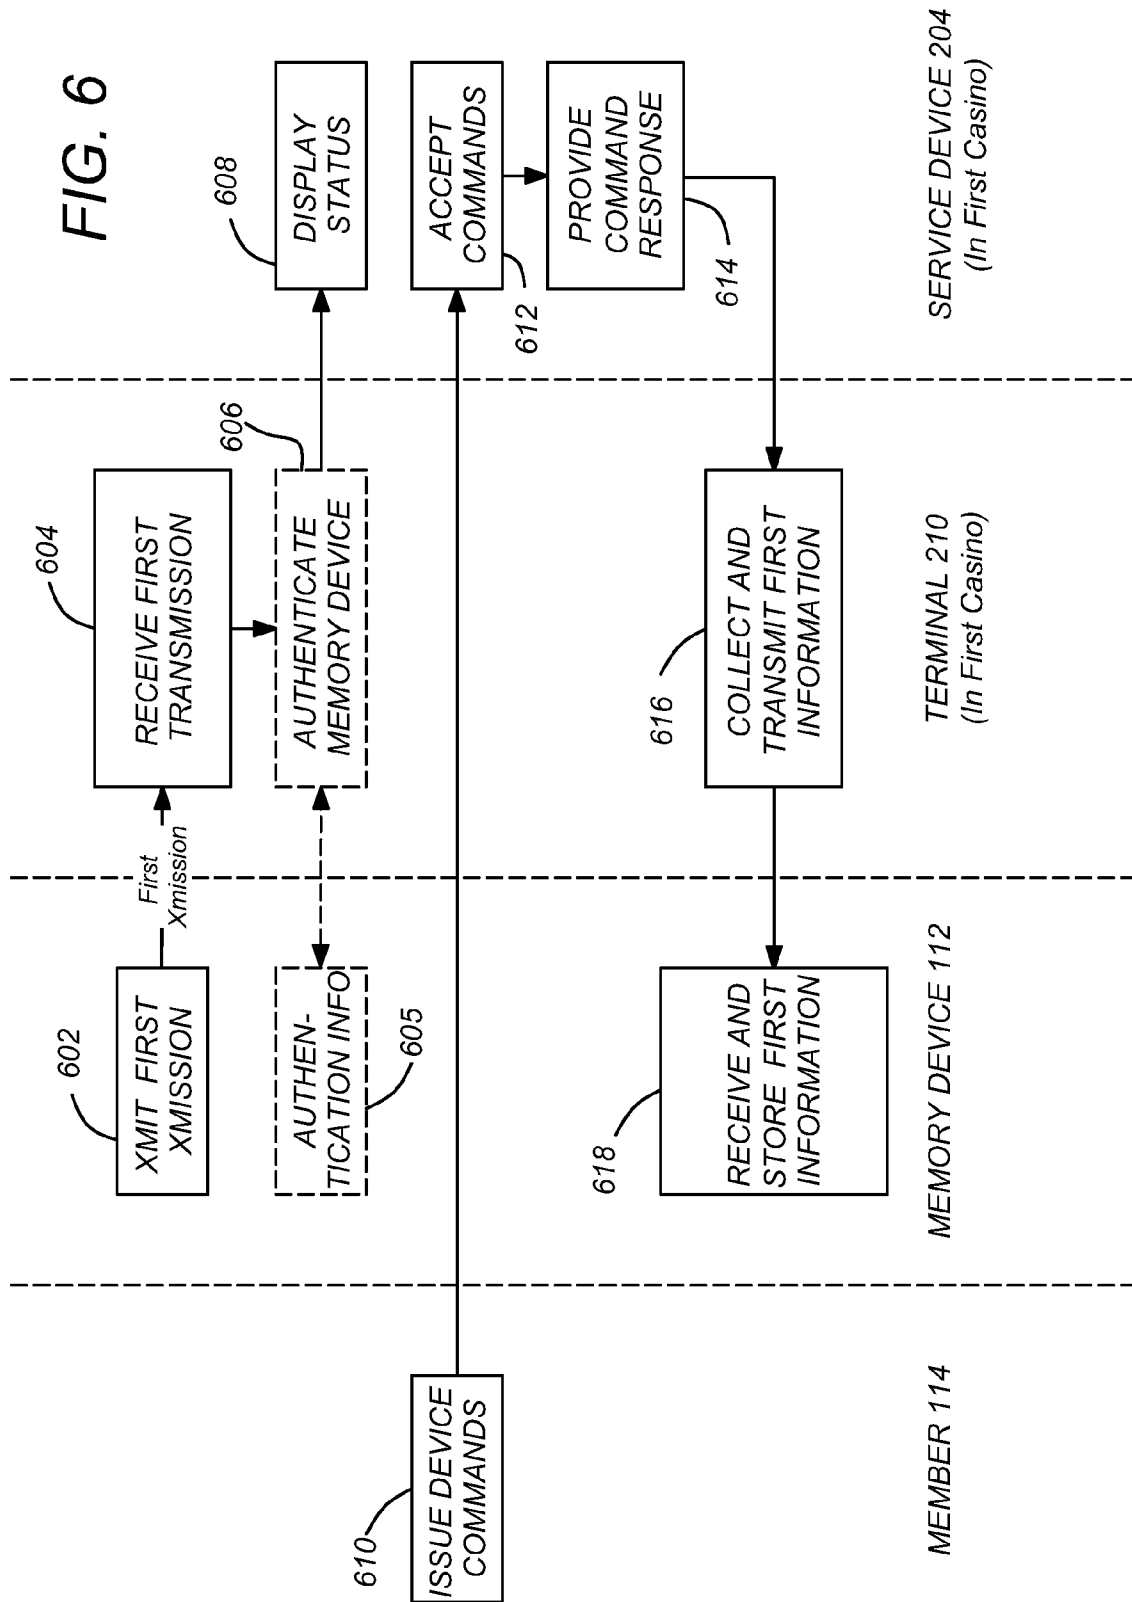 FIG. 6
602
XMIT FIRST
XMISSION
First
Xmission
604
RECEIVE FIRST
TRANSMISSION
605
AUTHEN-
TICATION INFO
606
AUTHENTICATE
MEMORY DEVICE
608
DISPLAY
STATUS
610
ISSUE DEVICE
COMMANDS
612
ACCEPT
COMMANDS
614
PROVIDE
COMMAND
RESPONSE
616
COLLECT AND
TRANSMIT FIRST
INFORMATION
618
RECEIVE AND
STORE FIRST
INFORMATION
MEMBER 114
MEMORY DEVICE 112
TERMINAL 210
(In First Casino)
SERVICE DEVICE 204
(In First Casino)